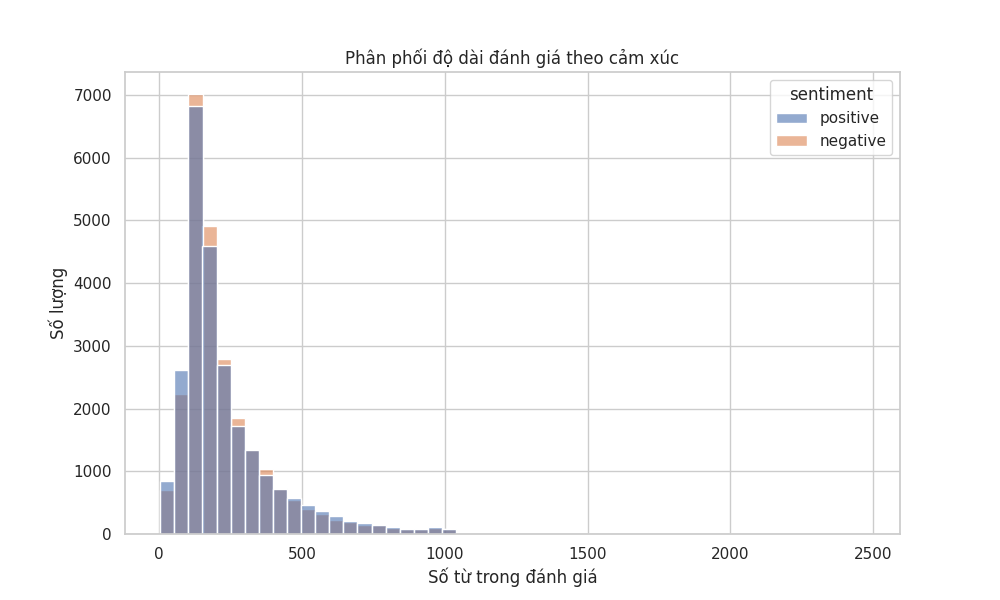 Phân phối độ dài đánh giá theo cảm xúc
sentiment
positive
negative
Số lượng
7000
6000
5000
4000
3000
2000
1000
0
0 500 1000 1500 2000 2500
Số từ trong đánh giá